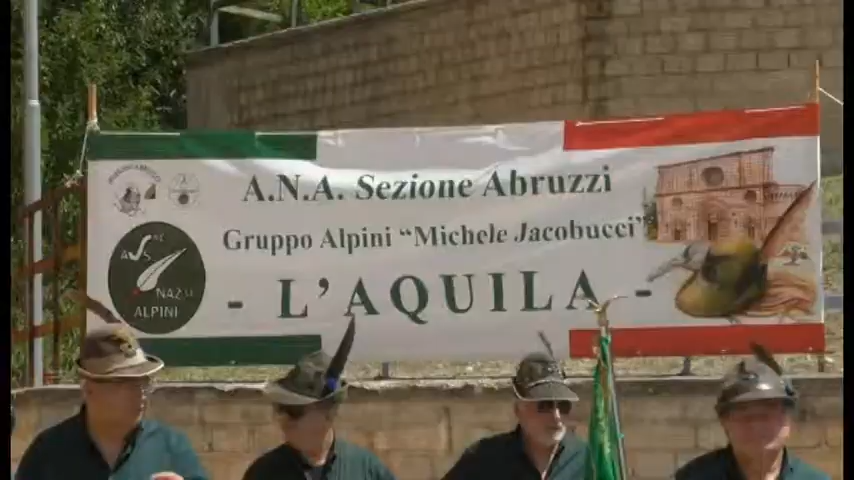 A.N.A. Sezione Abruzzi
Gruppo Alpini “Michele Jacobucci”
- L’AQUILA -
ALPINI